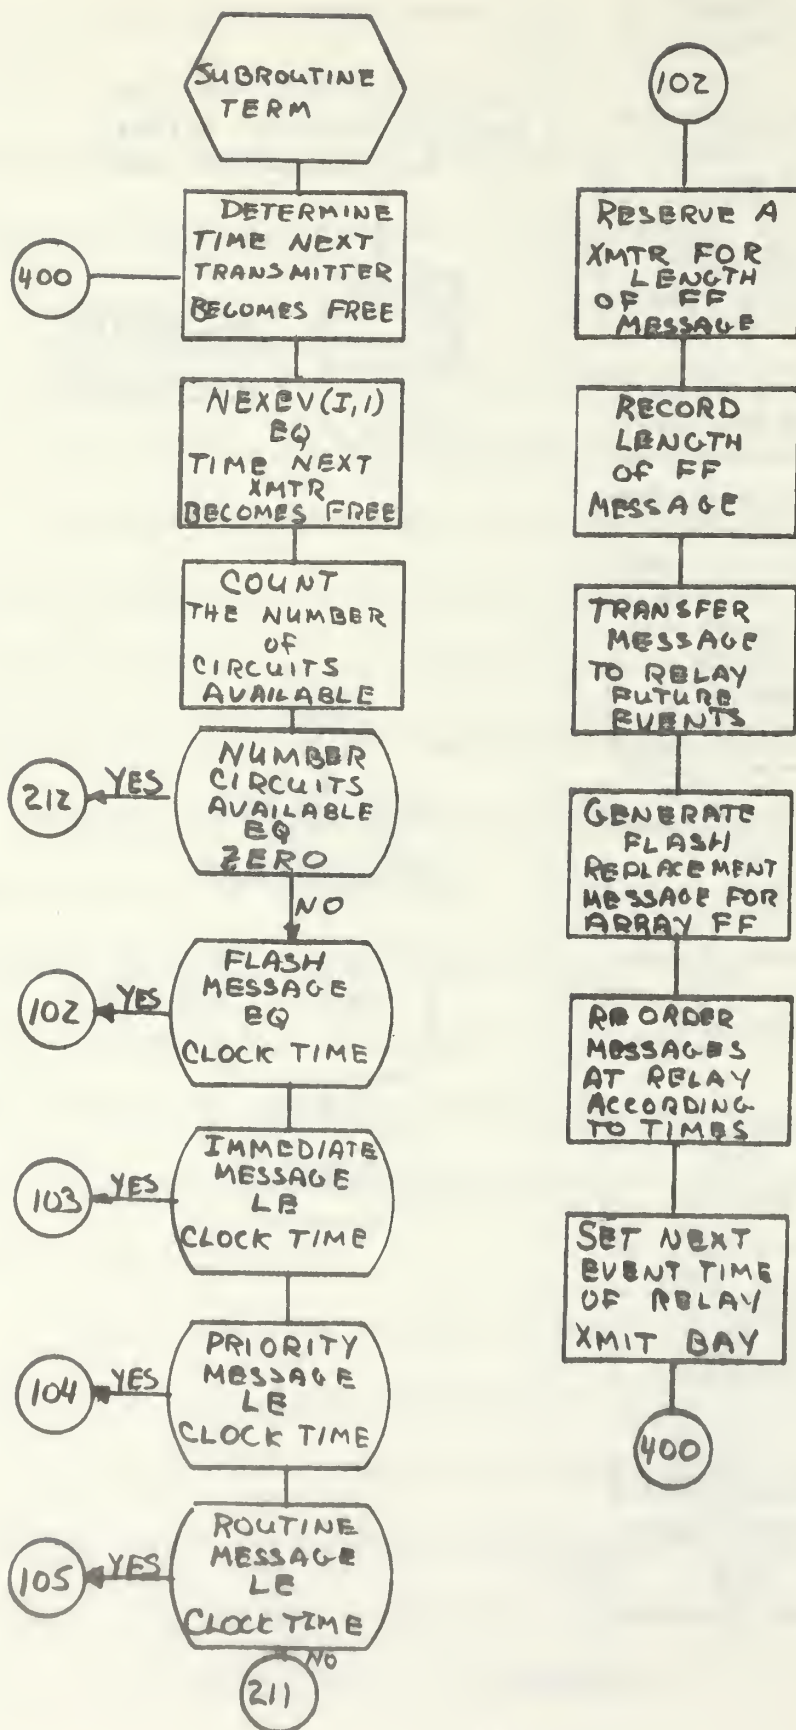 SUBROUTINE
TERM
DETERMINE
TIME NEXT
TRANSMITTER
BECOMES FREE
400
NEXEV(I,1)
EQ
TIME NEXT
XMTR
BECOMES FREE
COUNT
THE NUMBER
OF
CIRCUITS
AVAILABLE
NUMBER
CIRCUITS
AVAILABLE
EQ
ZERO
YES
212
NO
FLASH
MESSAGE
EQ
CLOCK TIME
YES
102
IMMEDIATE
MESSAGE
LE
CLOCK TIME
YES
103
PRIORITY
MESSAGE
LE
CLOCK TIME
YES
104
ROUTINE
MESSAGE
LE
CLOCK TIME
YES
105
NO
211
102
RESERVE A
XMTR FOR
LENGTH
OF FF
MESSAGE
RECORD
LENGTH
OF FF
MESSAGE
TRANSFER
MESSAGE
TO RELAY
FUTURE
EVENTS
GENERATE
FLASH
REPLACEMENT
MESSAGE FOR
ARRAY FF
REORDER
MESSAGES
AT RELAY
ACCORDING
TO TIMES
SET NEXT
EVENT TIME
OF RELAY
XMIT BAY
400